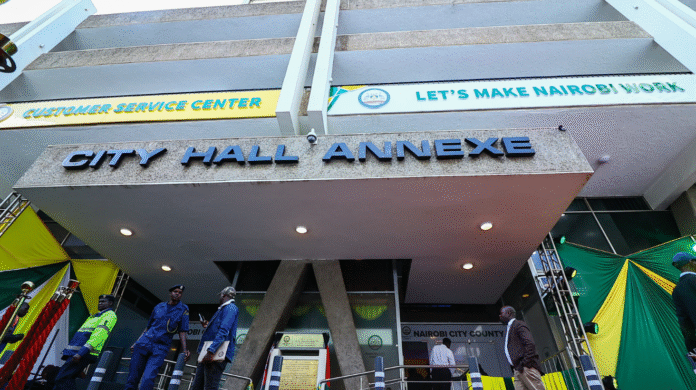 CUSTOMER SERVICE CENTER
LET'S MAKE NAIROBI WORK
CITY HALL ANNEXE
NAIROBI CITY COUNTY